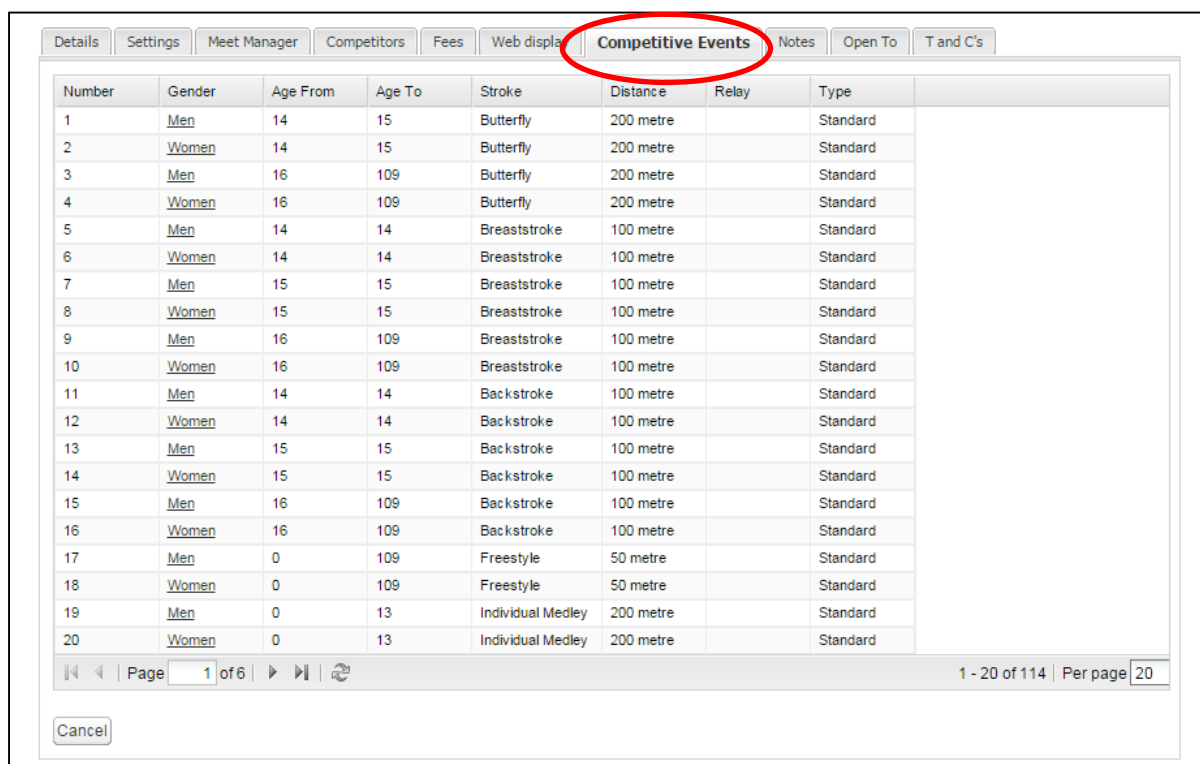 Details Settings Meet Manager Competitors Fees Web display Competitive Events Notes Open To T and C's
Number Gender Age From Age To Stroke Distance Relay Type
1 Men 14 15 Butterfly 200 metre Standard
2 Women 14 15 Butterfly 200 metre Standard
3 Men 16 109 Butterfly 200 metre Standard
4 Women 16 109 Butterfly 200 metre Standard
5 Men 14 14 Breaststroke 100 metre Standard
6 Women 14 14 Breaststroke 100 metre Standard
7 Men 15 15 Breaststroke 100 metre Standard
8 Women 15 15 Breaststroke 100 metre Standard
9 Men 16 109 Breaststroke 100 metre Standard
10 Women 16 109 Breaststroke 100 metre Standard
11 Men 14 14 Backstroke 100 metre Standard
12 Women 14 14 Backstroke 100 metre Standard
13 Men 15 15 Backstroke 100 metre Standard
14 Women 15 15 Backstroke 100 metre Standard
15 Men 16 109 Backstroke 100 metre Standard
16 Women 16 109 Backstroke 100 metre Standard
17 Men 0 109 Freestyle 50 metre Standard
18 Women 0 109 Freestyle 50 metre Standard
19 Men 0 13 Individual Medley 200 metre Standard
20 Women 0 13 Individual Medley 200 metre Standard
Page 1 of 6 1 - 20 of 114 Per page 20
Cancel